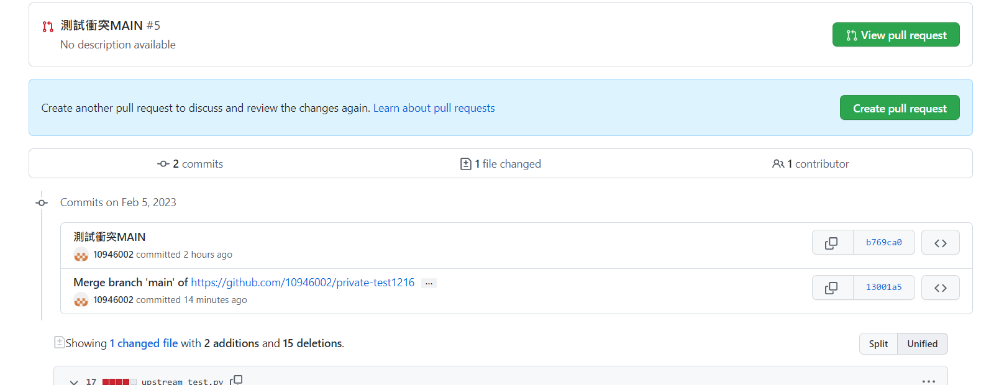 測試衝突MAIN #5
No description available
View pull request
Create another pull request to discuss and review the changes again. Learn about pull requests
Create pull request
2 commits
1 file changed
1 contributor
Commits on Feb 5, 2023
測試衝突MAIN
10946002 committed 2 hours ago
b769ca0
Merge branch 'main' of https://github.com/10946002/private-test1216 ...
10946002 committed 14 minutes ago
13001a5
Showing 1 changed file with 2 additions and 15 deletions.
Split
Unified
17 upstream_test.py